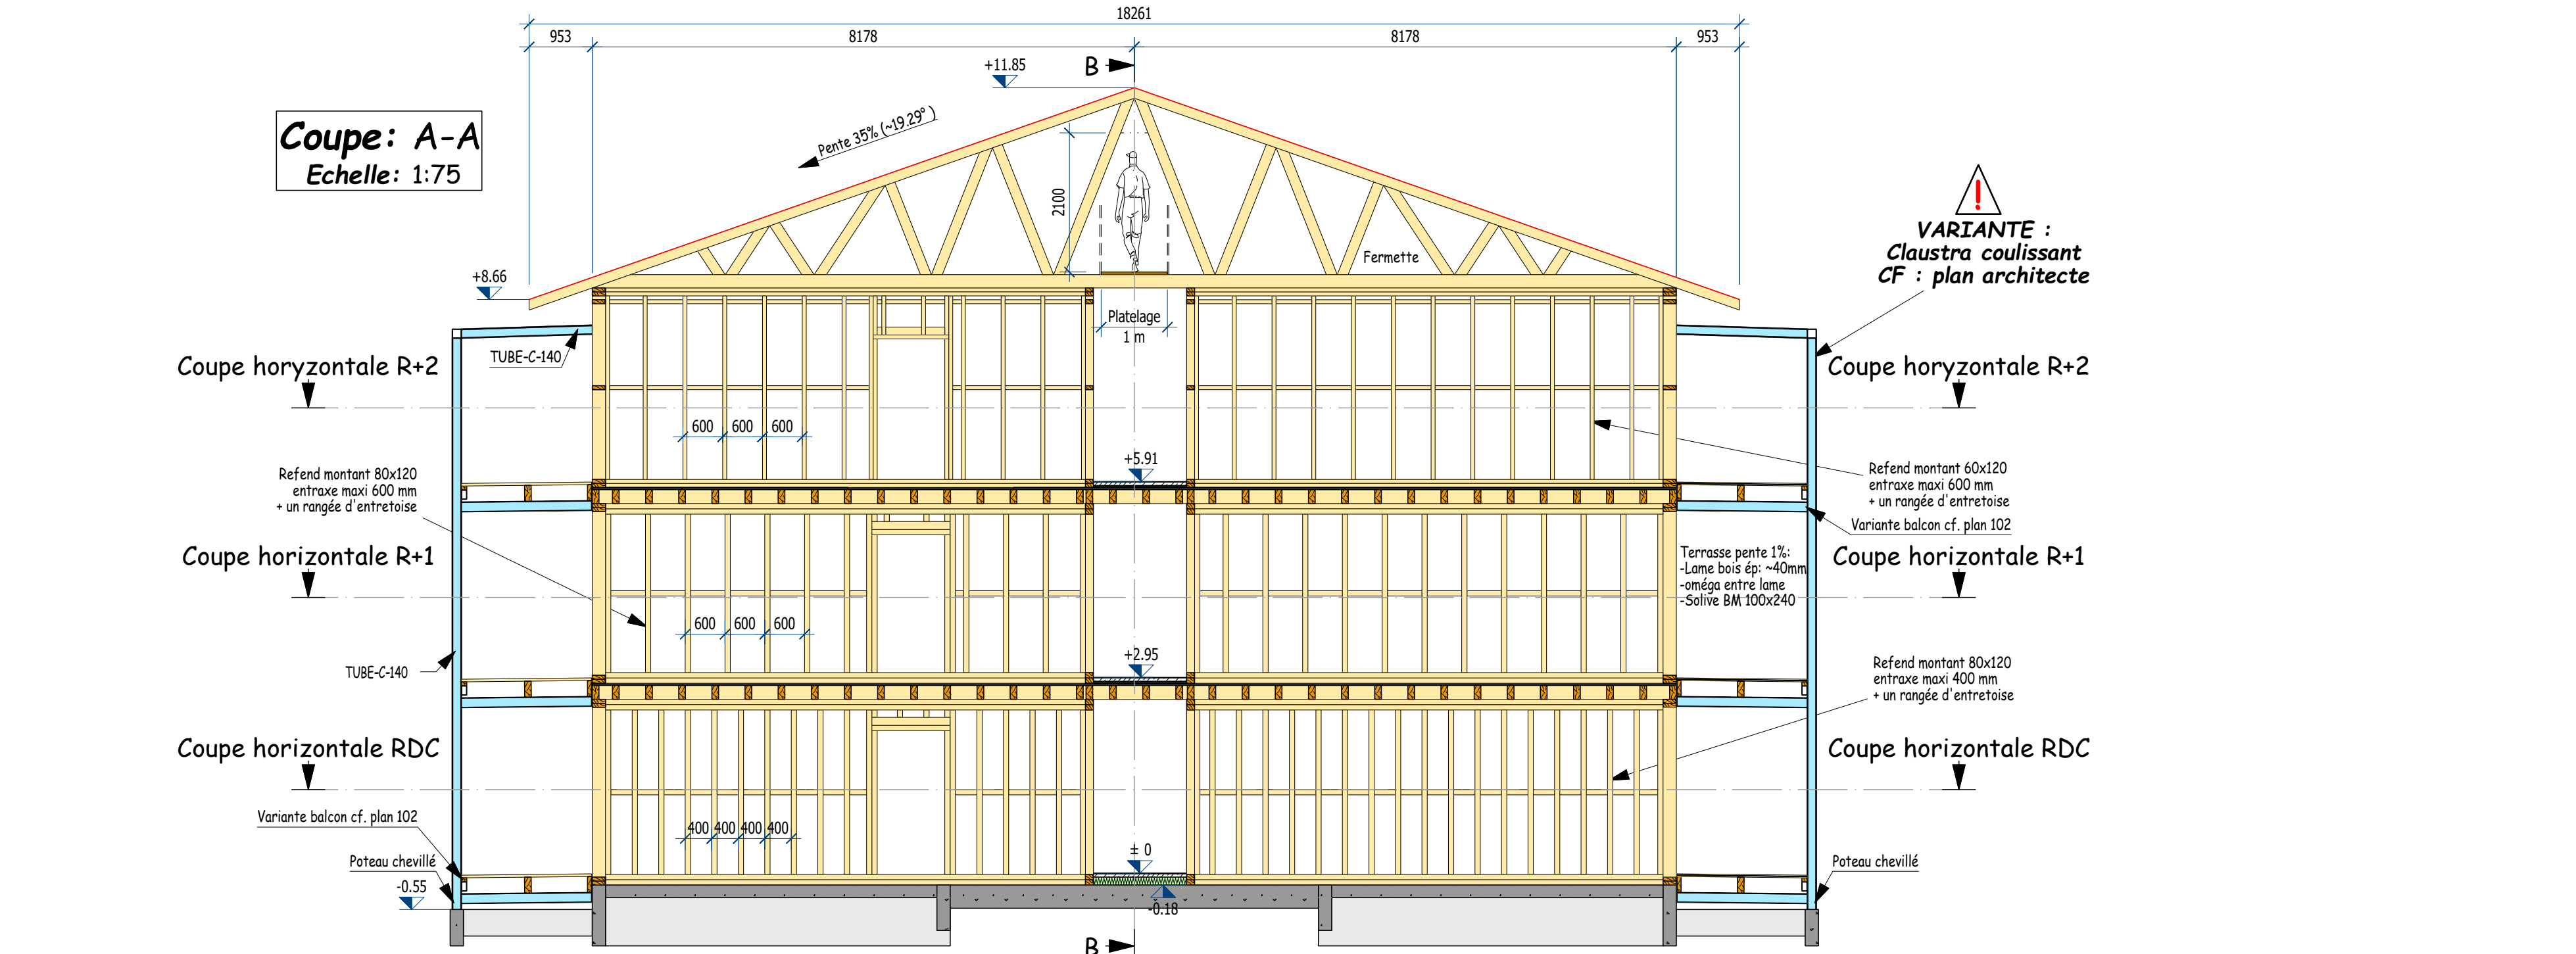 18261
953
8178
8178
953
B
+11.85
Pente 35% (~19.29° )
Coupe: A-A
Echelle: 1:75
2100
Fermette
VARIANTE :
Claustra coulissant
CF : plan architecte
+8.66
Platelage
1 m
TUBE-C-140
Coupe horyzontale R+2
Coupe horyzontale R+2
600
600
600
+5.91
Refend montant 80x120
entraxe maxi 600 mm
+ un rangée d'entretoise
Refend montant 60x120
entraxe maxi 600 mm
+ un rangée d'entretoise
Variante balcon cf. plan 102
Coupe horizontale R+1
Coupe horizontale R+1
Terrasse pente 1%:
-Lame bois ép: ~40mm
-oméga entre lame
-Solive BM 100x240
600
600
600
+2.95
TUBE-C-140
Refend montant 80x120
entraxe maxi 400 mm
+ un rangée d'entretoise
Coupe horizontale RDC
Coupe horizontale RDC
400
400
400
400
Variante balcon cf. plan 102
± 0
Poteau chevillé
Poteau chevillé
-0.55
-0.18
B